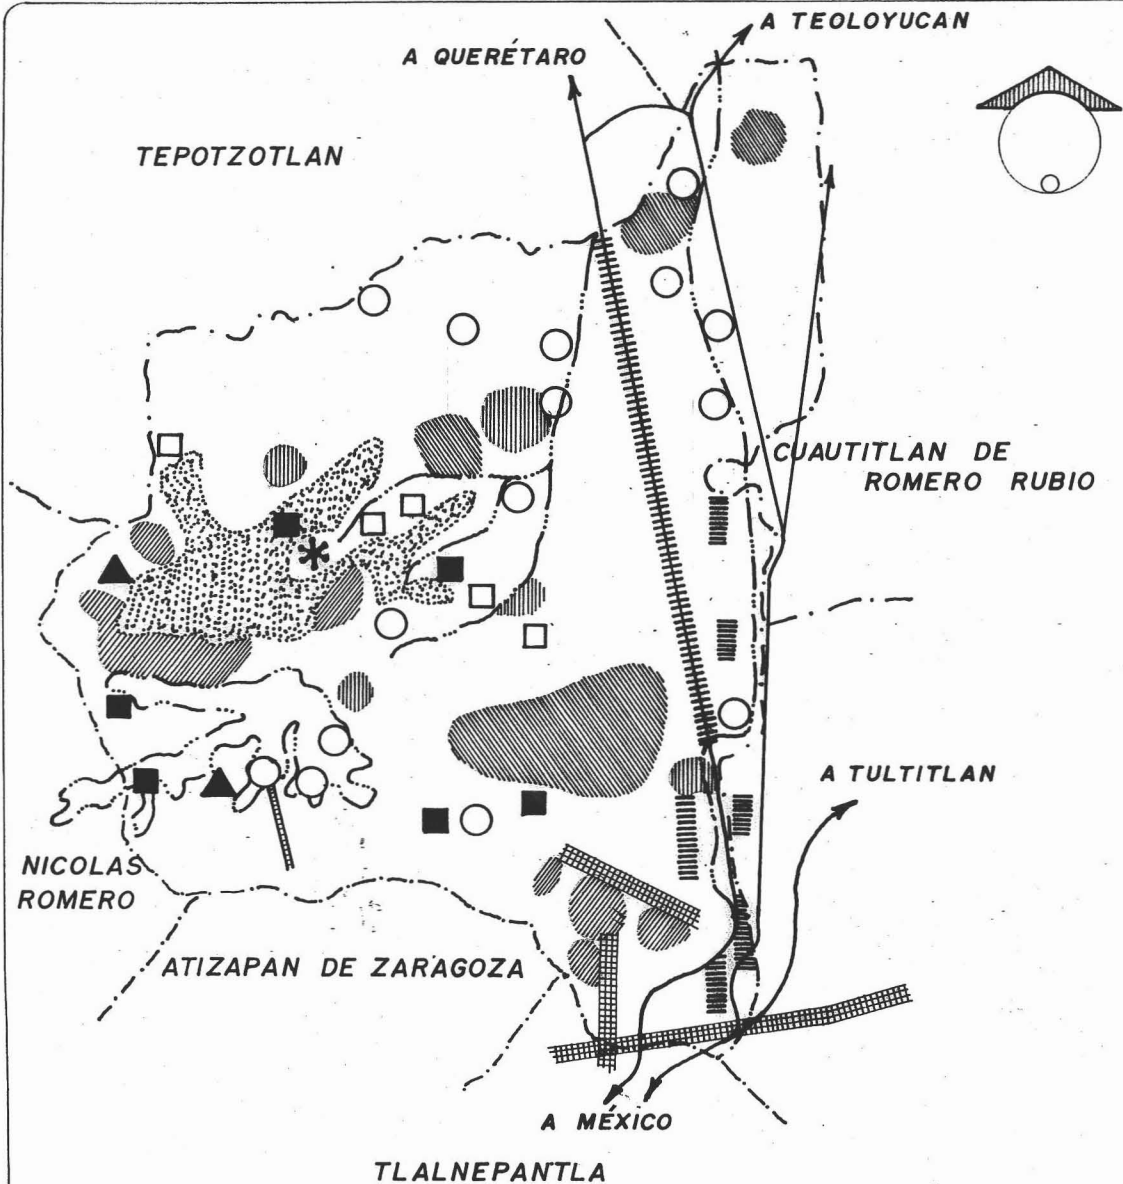 A TEOLOYUCAN
A QUERÉTARO
TEPOTZOTLAN
CUAUTITLAN DE
ROMERO RUBIO
A TULTITLAN
NICOLAS
ROMERO
ATIZAPAN DE ZARAGOZA
A MÉXICO
TLALNEPANTLA